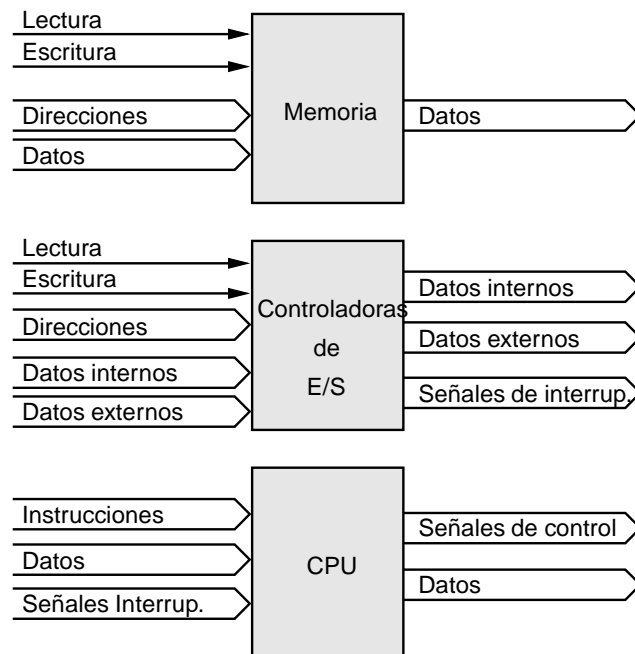 Lectura
Escritura
Direcciones
Datos
Memoria
Datos
Lectura
Escritura
Direcciones
Datos internos
Datos externos
Controladoras
de
E/S
Datos internos
Datos externos
Señales de interrup.
Instrucciones
Datos
Señales Interrup.
CPU
Señales de control
Datos